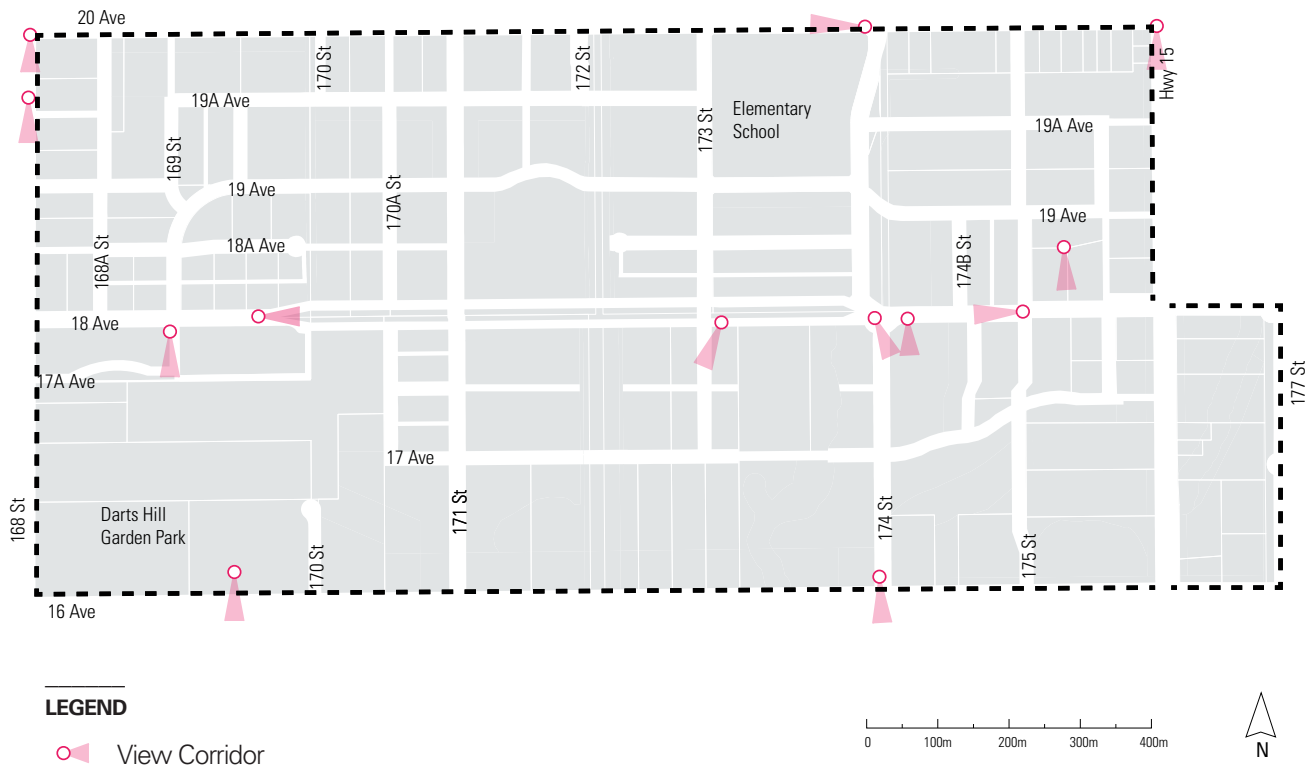 20 Ave
170 St
172 St
Hwy 15
19A Ave
Elementary
School
173 St
19A Ave
169 St
19 Ave
170A St
18A Ave
19 Ave
168A St
174B St
18 Ave
17A Ave
177 St
17 Ave
168 St
Darts Hill
Garden Park
171 St
174 St
170 St
175 St
16 Ave
LEGEND
View Corridor
0 100m 200m 300m 400m
N